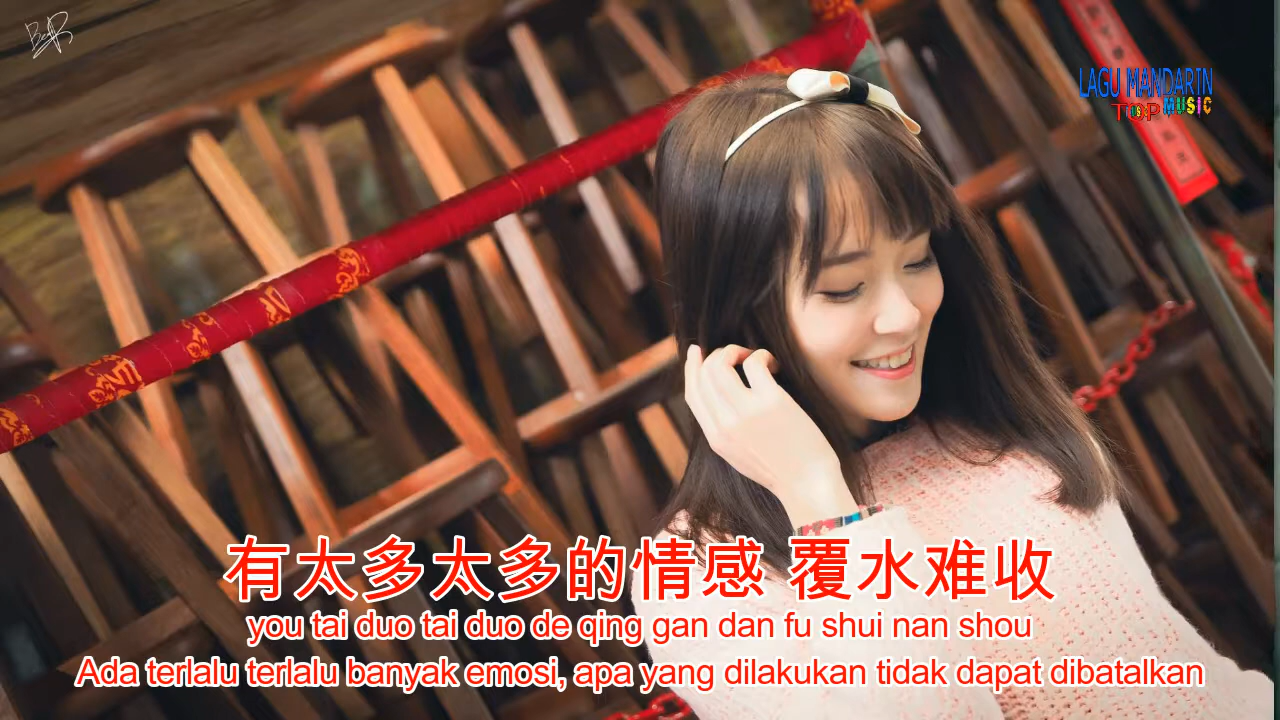 LAGU MANDARIN
TOP MUSIC
有太多太多的情感 覆水难收
you tai duo tai duo de qing gan dan fu shui nan shou
Ada terlalu terlalu banyak emosi, apa yang dilakukan tidak dapat dibatalkan